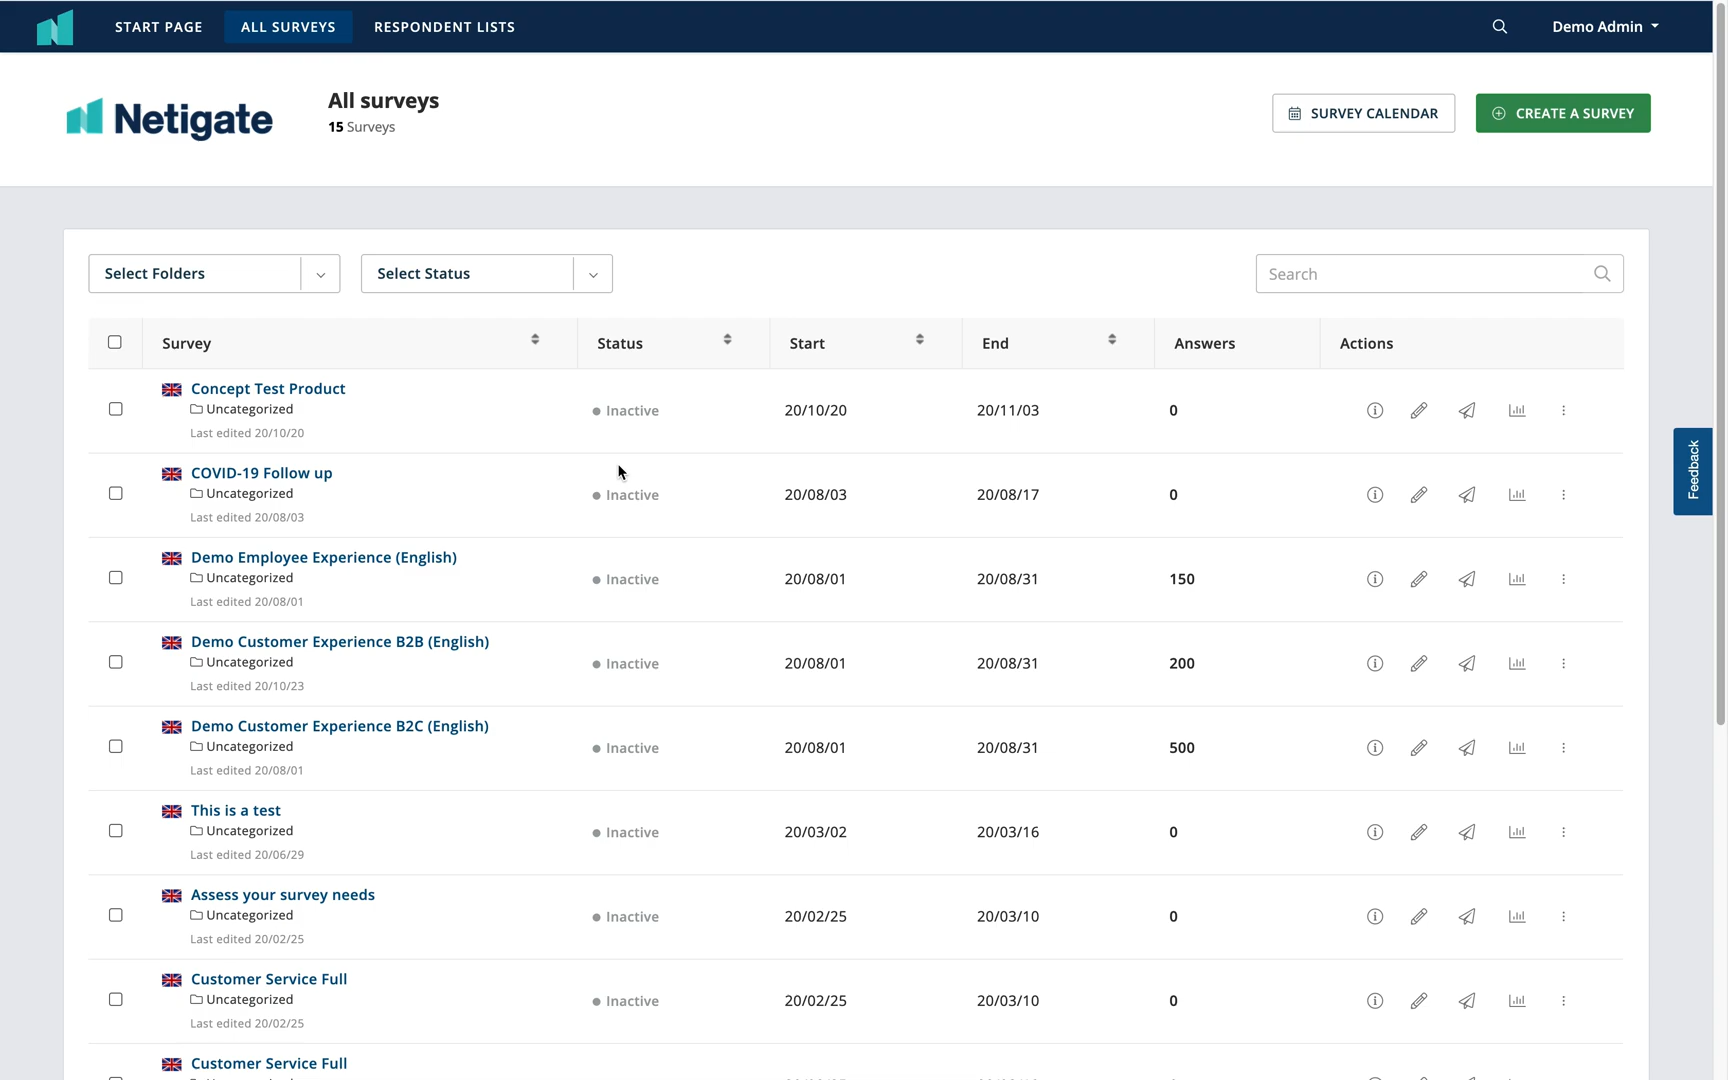 START PAGE ALL SURVEYS RESPONDENT LISTS Demo Admin
Netigate
All surveys
15 Surveys
SURVEY CALENDAR CREATE A SURVEY
Select Folders Select Status Search
Survey Status Start End Answers Actions
Concept Test Product
Uncategorized
Inactive 20/10/20 20/11/03 0
Last edited 20/10/20
COVID-19 Follow up
Uncategorized
Inactive 20/08/03 20/08/17 0
Last edited 20/08/03
Feedback
Demo Employee Experience (English)
Uncategorized
Inactive 20/08/01 20/08/31 150
Last edited 20/08/01
Demo Customer Experience B2B (English)
Uncategorized
Inactive 20/08/01 20/08/31 200
Last edited 20/10/23
Demo Customer Experience B2C (English)
Uncategorized
Inactive 20/08/01 20/08/31 500
Last edited 20/08/01
This is a test
Uncategorized
Inactive 20/03/02 20/03/16 0
Last edited 20/06/29
Assess your survey needs
Uncategorized
Inactive 20/02/25 20/03/10 0
Last edited 20/02/25
Customer Service Full
Uncategorized
Inactive 20/02/25 20/03/10 0
Last edited 20/02/25
Customer Service Full